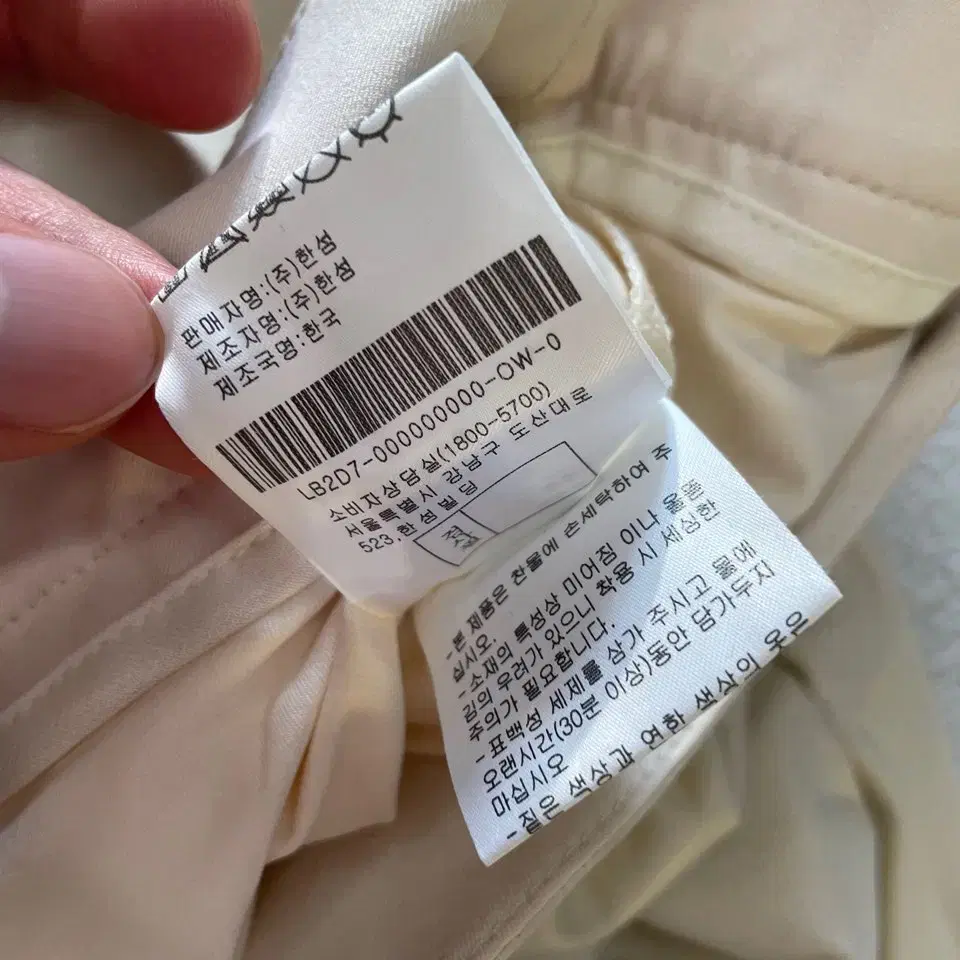 판매자명:(주)한성
제조자명:(주)한성
제조국명:한국
LB2D7-000000000-OW-0
소비자상담실(1800-5700)
서울특별시 강남구 도산대로
523,한성빌딩
-본 제품은 찬물에 손세탁하여 주
십시오.
-소재의 특성상 미어짐 이나 올뜯
김의 우려가 있으니 착용 시 세심한
주의가 필요합니다.
-표백성 세제를 삼가 주시고 물에
오랜시간(30분 이상)동안 담가두지
마십시오
-짙은 색상과 연한 색상의 옷은